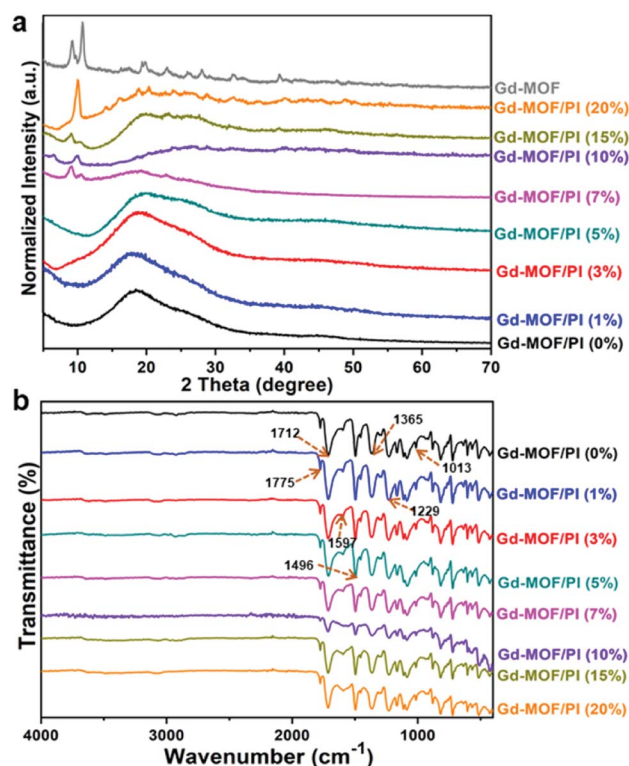 a
Normalized Intensity (a.u.)
Gd-MOF
Gd-MOF/PI (20%)
Gd-MOF/PI (15%)
Gd-MOF/PI (10%)
Gd-MOF/PI (7%)
Gd-MOF/PI (5%)
Gd-MOF/PI (3%)
Gd-MOF/PI (1%)
Gd-MOF/PI (0%)
10 20 30 40 50 60 70
2 Theta (degree)
b
Transmittance (%)
1712
1365
1013
1775
1229
1597
1496
Gd-MOF/PI (0%)
Gd-MOF/PI (1%)
Gd-MOF/PI (3%)
Gd-MOF/PI (5%)
Gd-MOF/PI (7%)
Gd-MOF/PI (10%)
Gd-MOF/PI (15%)
Gd-MOF/PI (20%)
4000 3000 2000 1000
Wavenumber (cm-1)